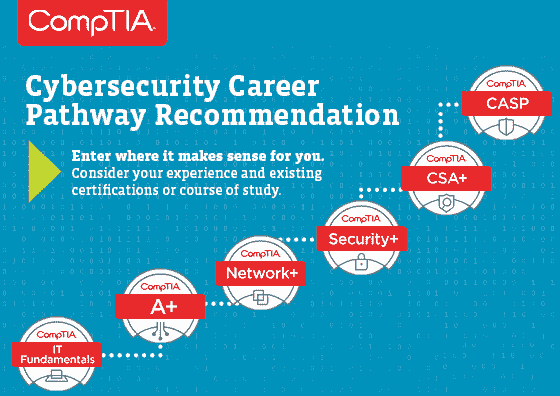 CompTIA.
Cybersecurity Career
Pathway Recommendation
Enter where it makes sense for you.
Consider your experience and existing
certifications or course of study.
CompTIA
CASP
CompTIA
CSA+
CompTIA
Security+
CompTIA
Network+
CompTIA
A+
CompTIA
IT
Fundamentals